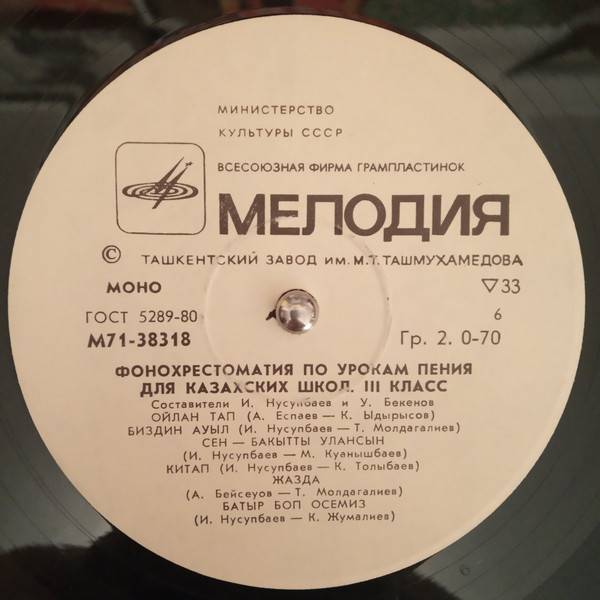 МИНИСТЕРСТВО
КУЛЬТУРЫ СССР
ВСЕСОЮЗНАЯ ФИРМА ГРАМПЛАСТИНОК
МЕЛОДИЯ
© ТАШКЕНТСКИЙ ЗАВОД ИМ. М.Т. ТАШМУХАМЕДОВА
МОНО ▽33
ГОСТ 5289-80 6
М71-38318 Гр. 2. 0-70
ФОНОХРЕСТОМАТИЯ ПО УРОКАМ ПЕНИЯ
ДЛЯ КАЗАХСКИХ ШКОЛ. III КЛАСС
Составители И. Нусупбаев и У. Бекенов
ОЙЛАН ТАП (А. Еспаев — К. Ыдырысов)
БИЗДИН АУЫЛ (И. Нусупбаев — Т. Молдагалиев)
СЕН — БАКЫТТЫ УЛАНСЫН
(И. Нусупбаев — М. Куанышбаев)
КИТАП (И. Нусупбаев — К. Толыбаев)
ЖАЗДА
(А. Бейсеуов — Т. Молдагалиев)
БАТЫР БОП ОСЕМИЗ
(И. Нусупбаев — К. Жумалиев)
6